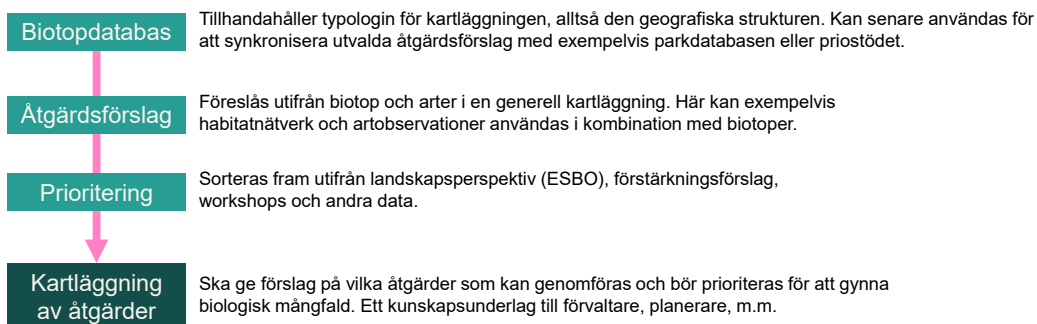 Biotopdatabas
Tillhandahåller typologin för kartläggningen, alltså den geografiska strukturen. Kan senare användas för
att synkronisera utvalda åtgärdsförslag med exempelvis parkdatabasen eller priostödet.
Åtgärdsförslag
Föreslås utifrån biotop och arter i en generell kartläggning. Här kan exempelvis
habitatnätverk och artobservationer användas i kombination med biotoper.
Prioritering
Sorteras fram utifrån landskapsperspektiv (ESBO), förstärkningsförslag,
workshops och andra data.
Kartläggning
av åtgärder
Ska ge förslag på vilka åtgärder som kan genomföras och bör prioriteras för att gynna
biologisk mångfald. Ett kunskapsunderlag till förvaltare, planerare, m.m.